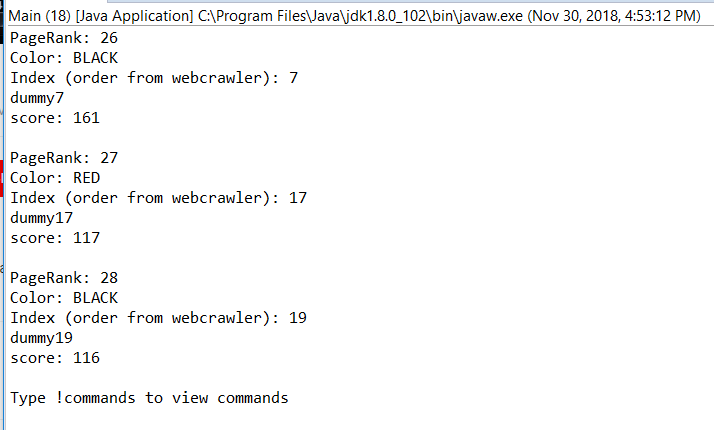 Main (18) [Java Application] C:\Program Files\Java\jdk1.8.0_102\bin\javaw.exe (Nov 30, 2018, 4:53:12 PM)
PageRank: 26
Color: BLACK
Index (order from webcrawler): 7
dummy7
score: 161

PageRank: 27
Color: RED
Index (order from webcrawler): 17
dummy17
score: 117

PageRank: 28
Color: BLACK
Index (order from webcrawler): 19
dummy19
score: 116

Type !commands to view commands